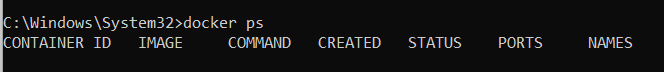 C:\Windows\System32>docker ps
CONTAINER ID   IMAGE     COMMAND   CREATED   STATUS    PORTS     NAMES